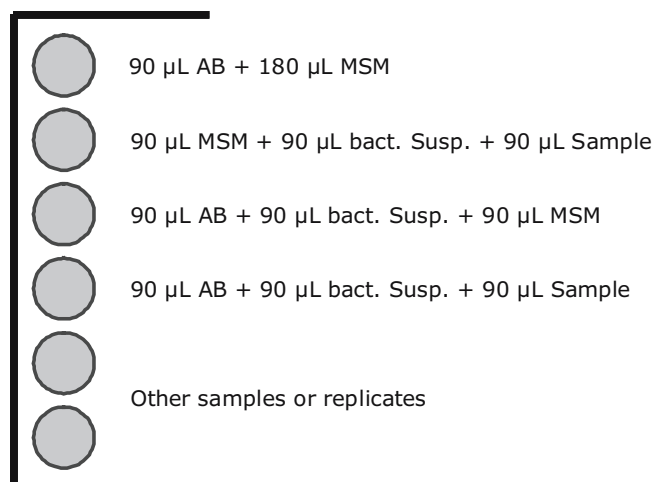 90 µL AB + 180 µL MSM
90 µL MSM + 90 µL bact. Susp. + 90 µL Sample
90 µL AB + 90 µL bact. Susp. + 90 µL MSM
90 µL AB + 90 µL bact. Susp. + 90 µL Sample
Other samples or replicates